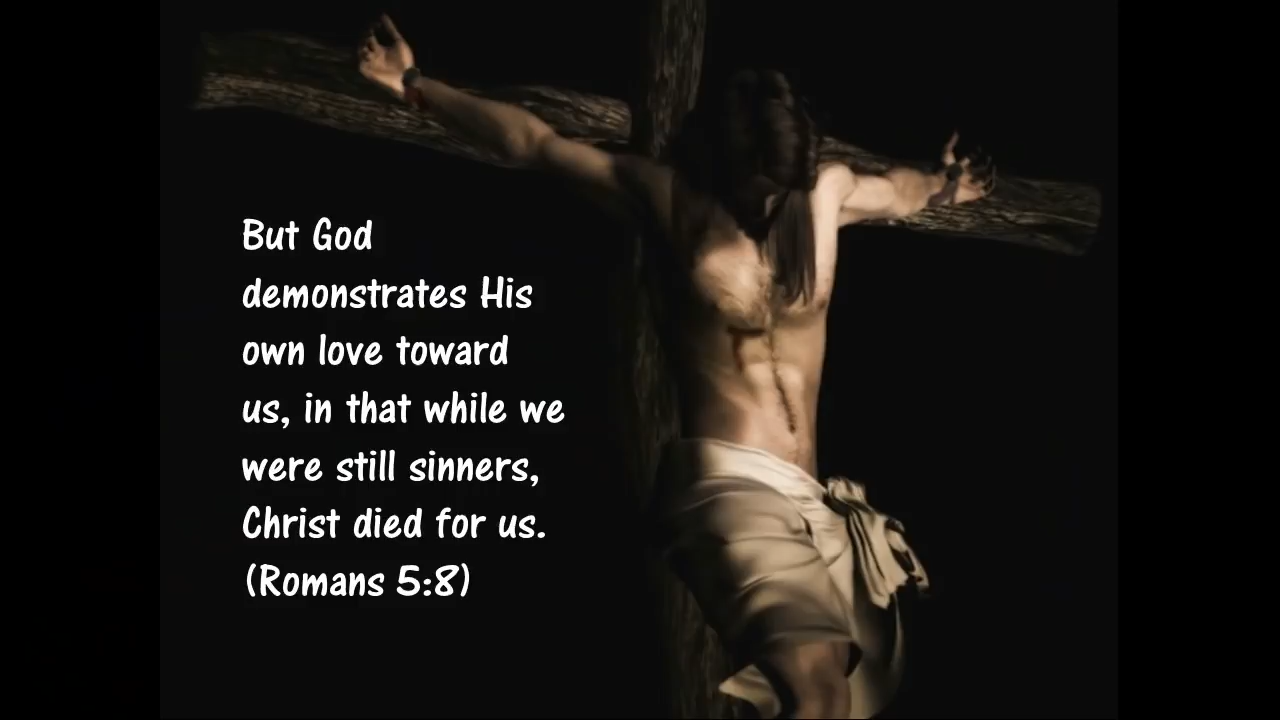 But God
demonstrates His
own love toward
us, in that while we
were still sinners,
Christ died for us.
(Romans 5:8)